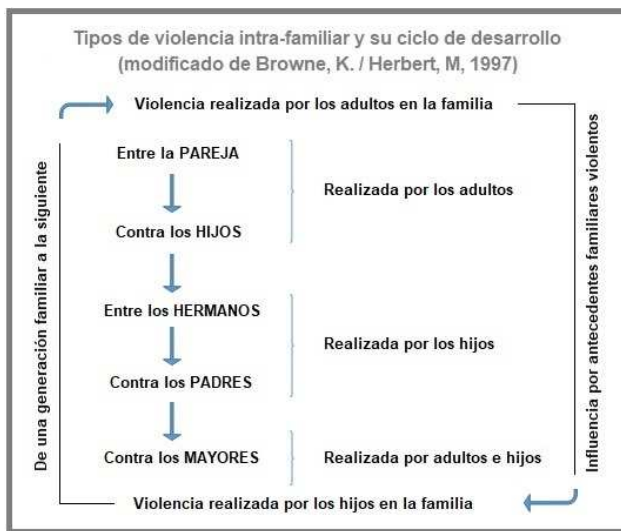 Tipos de violencia intra-familiar y su ciclo de desarrollo
(modificado de Browne, K. / Herbert, M, 1997)
Violencia realizada por los adultos en la familia
De una generación familiar a la siguiente
Entre la PAREJA
Realizada por los adultos
Contra los HIJOS
Entre los HERMANOS
Realizada por los hijos
Contra los PADRES
Contra los MAYORES
Realizada por adultos e hijos
Influencia por antecedentes familiares violentos
Violencia realizada por los hijos en la familia